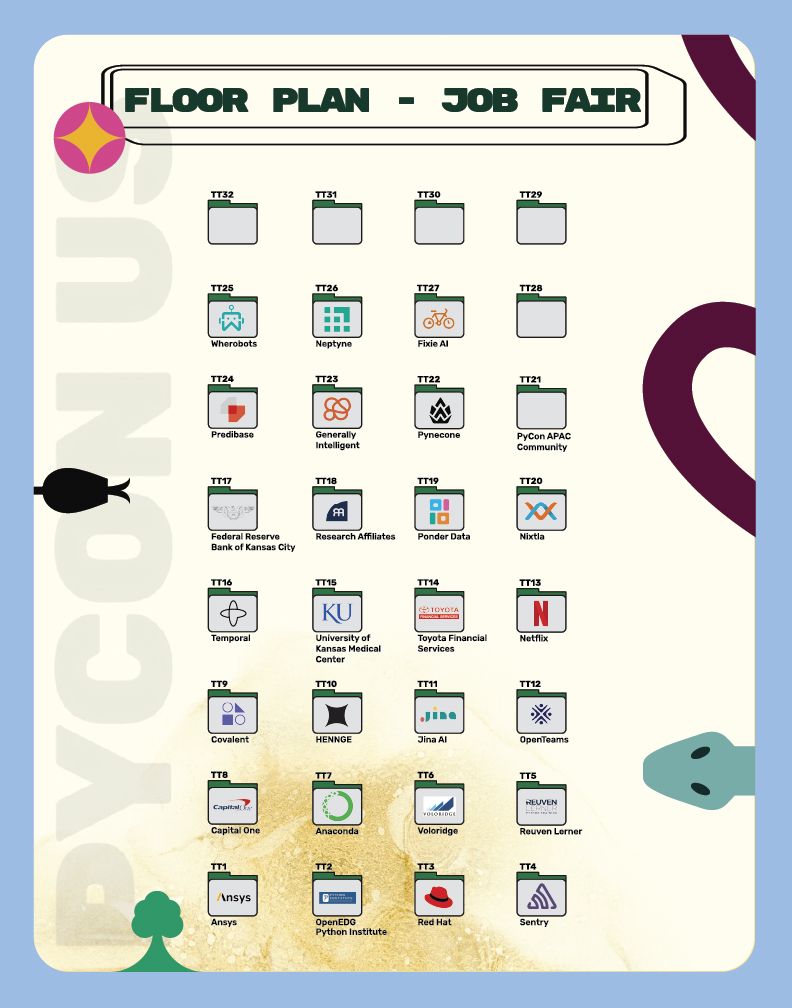 FLOOR PLAN - JOB FAIR
PYCON US
TT32 TT31 TT30 TT29
TT25 TT26 TT27 TT28
Wherobots Neptyne Fixie AI
TT24 TT23 TT22 TT21
Predibase Generally Pynecone PyCon APAC
Intelligent Community
TT17 TT18 TT19 TT20
Federal Reserve Research Affiliates Ponder Data Nixtla
Bank of Kansas City
TT16 TT15 TT14 TT13
KU TOYOTA N
FINANCIAL SERVICES
Temporal University of Toyota Financial Netflix
Kansas Medical Services
Center
TT9 TT10 TT11 TT12
jina
Covalent HENNGE Jina AI OpenTeams
TT8 TT7 TT6 TT5
Capital One VOLORIDGE REUVEN
LERNER
Capital One Anaconda Voloridge Reuven Lerner
TT1 TT2 TT3 TT4
Ansys
Ansys OpenEDG Red Hat Sentry
Python Institute